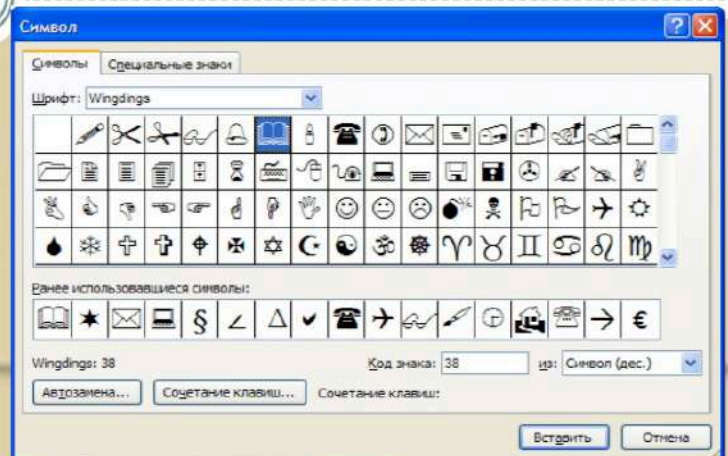 Символ
Символы Специальные знаки
Шрифт: Wingdings
Ранее использовавшиеся символы:
§ ∠ Δ → €
Wingdings: 38 Код знака: 38 из: Символ (дес.)
Автозамена... Сочетание клавиш... Сочетание клавиш:
Вставить Отмена